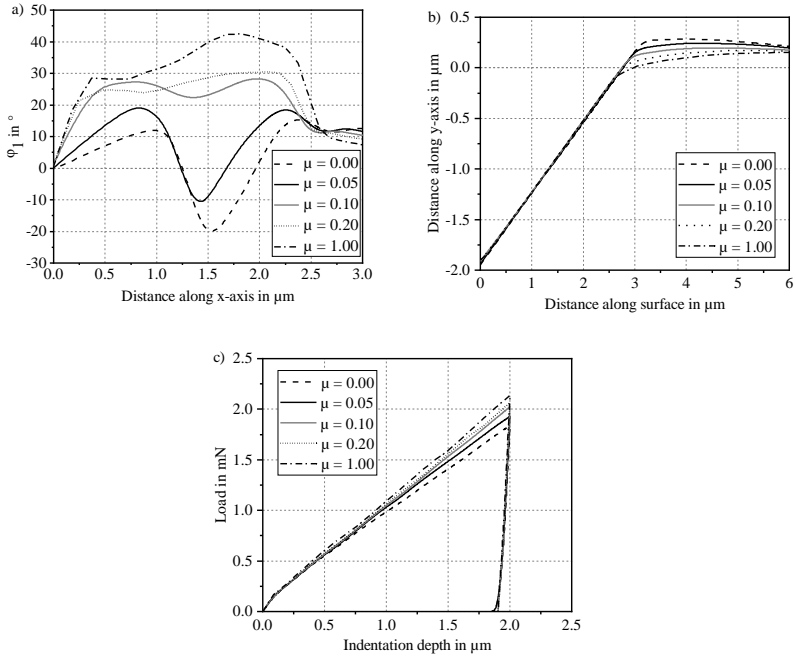 a)
φ1 in °
50
40
30
20
10
0
-10
-20
-30
0.0 0.5 1.0 1.5 2.0 2.5 3.0
Distance along x-axis in µm
µ = 0.00
µ = 0.05
µ = 0.10
µ = 0.20
µ = 1.00
b)
Distance along y-axis in µm
0.5
0.0
-0.5
-1.0
-1.5
-2.0
0 1 2 3 4 5 6
Distance along surface in µm
µ = 0.00
µ = 0.05
µ = 0.10
µ = 0.20
µ = 1.00
c)
Load in mN
2.5
2.0
1.5
1.0
0.5
0.0
0.0 0.5 1.0 1.5 2.0 2.5
Indentation depth in µm
µ = 0.00
µ = 0.05
µ = 0.10
µ = 0.20
µ = 1.00